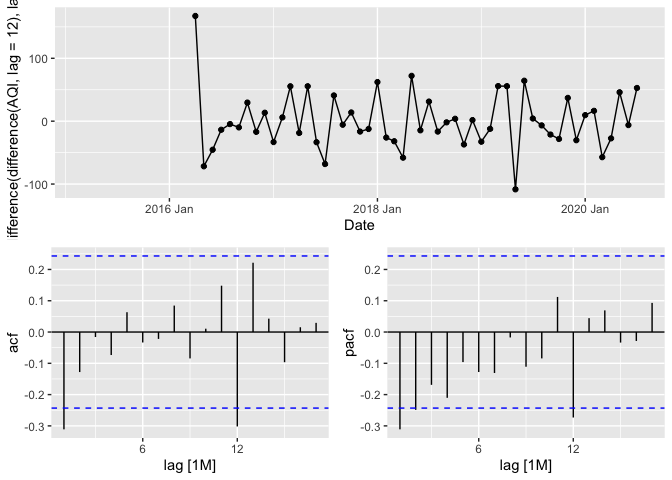 ifference(difference(AQI, lag = 12), la
100
0
-100
2016 Jan
2018 Jan
2020 Jan
Date
acf
0.2
0.1
0.0
-0.1
-0.2
-0.3
6
12
lag [1M]
pacf
0.2
0.1
0.0
-0.1
-0.2
-0.3
6
12
lag [1M]